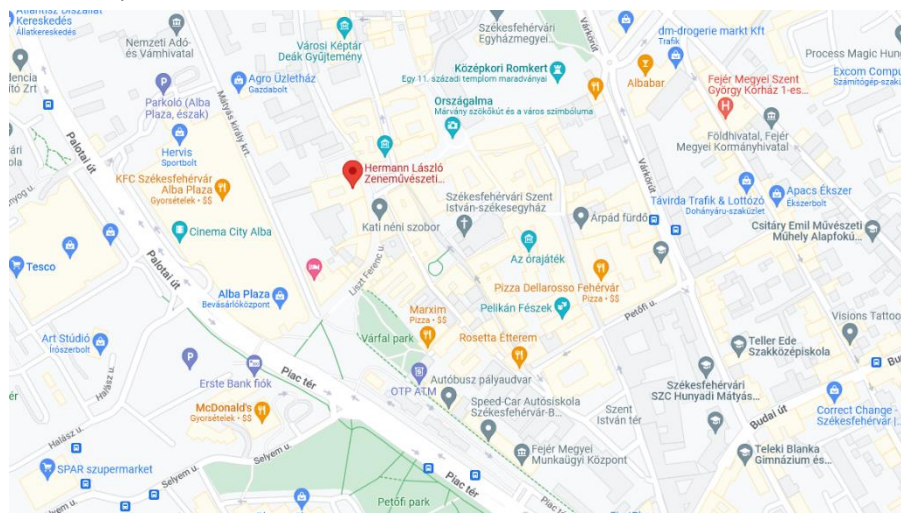 Kereskedés
Állatkereskedés
Nemzeti Adó-
és Vámhivatal
Városi Képtár
Deák Gyűjtemény
Székesfehérvári
Egyházmegyei...
Várkörút
dm-drogerie markt Kft
Trafik
Process Magic Hung
Excom Compu
Számítógép-szakü
Középkori Romkert
Egy 11. századi templom maradványai
Albabar
Fejér Megyei Szent
György Kórház 1-es...
Agro Üzletház
Gazdabolt
Parkoló (Alba
Plaza, észak)
Mátyás király krt.
Országalma
Márvány szökőkút és a város szimbóluma
Földhivatal, Fejér
Megyei Kormányhivatal
Palotai út
Hervis
Sportbolt
Hermann László
Zeneművészeti...
Várkörút
KFC Székesfehérvár
Alba Plaza
Gyorsételek • $$
Kati néni szobor
Székesfehérvári Szent
István-székesegyház
Árpád fürdő
Távirda Trafik & Lottózó
Dohányáru-szaküzlet
Apacs Ékszer
Ékszerbolt
Csitáry Emil Művészeti
Műhely Alapfokú...
Cinema City Alba
Az órajáték
Tesco
Palotai út
Liszt Ferenc u.
Pizza Dellarosso Fehérvár
Pizza • $$
Alba Plaza
Bevásárlóközpont
Marxim
Pizza • $$
Pelikán Fészek
Petőfi u.
Visions Tattoo
Art Stúdió
Írószerbolt
Várfal park
Rosetta Étterem
Teller Ede
Szakközépiskola
Halász u.
Erste Bank fiók
Piac tér
OTP ATM
Autóbusz pályaudvar
Székesfehérvári
SZC Hunyadi Mátyás...
McDonald's
Gyorsételek • $$
Speed-Car Autósiskola
Székesfehérvár-B...
Szent
István tér
Budai út
Correct Change -
Székesfehérvár |...
Halász u.
Selyem u.
Fejér Megyei
Munkaügyi Központ
Teleki Blanka
Gimnázium és...
SPAR szupermarket
Selyem u.
Piac tér
Petőfi park